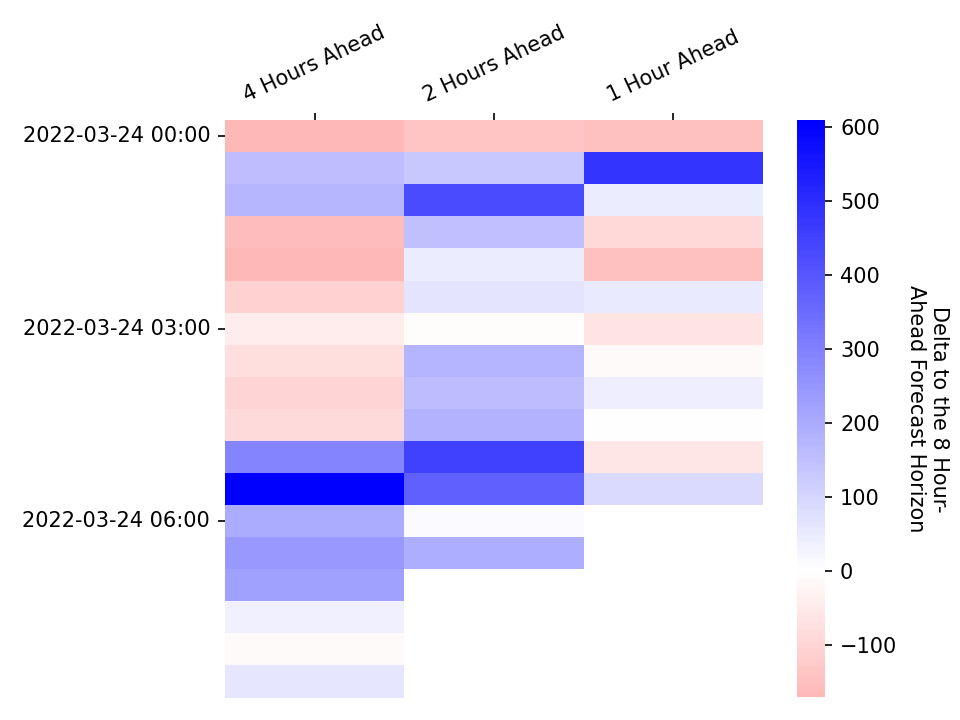 4 Hours Ahead
2 Hours Ahead
1 Hour Ahead
2022-03-24 00:00
2022-03-24 03:00
2022-03-24 06:00
600
500
400
300
200
100
0
−100
Delta to the 8 Hour-
Ahead Forecast Horizon